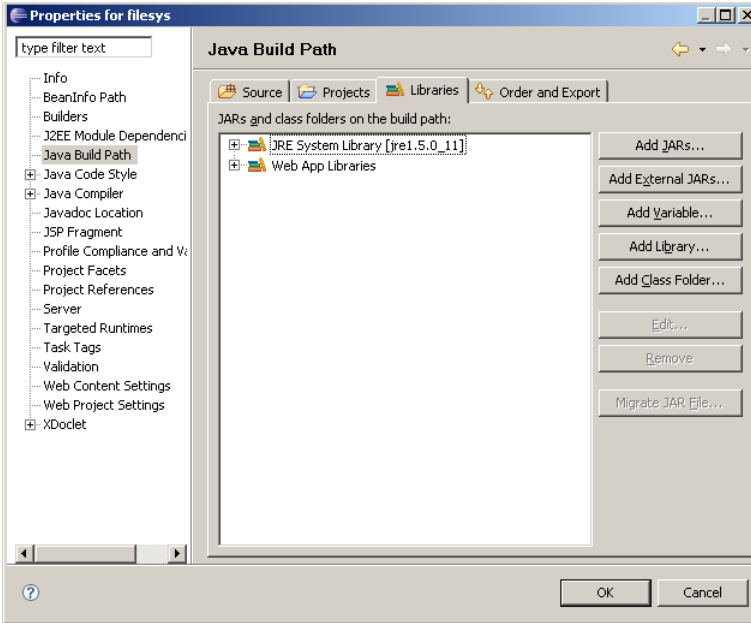 Properties for filesys
type filter text
Info
BeanInfo Path
Builders
J2EE Module Dependenci
Java Build Path
Java Code Style
Java Compiler
Javadoc Location
JSP Fragment
Profile Compliance and Va
Project Facets
Project References
Server
Targeted Runtimes
Task Tags
Validation
Web Content Settings
Web Project Settings
XDoclet
Java Build Path
Source Projects Libraries Order and Export
JARs and class folders on the build path:
JRE System Library [jre1.5.0_11]
Web App Libraries
Add JARs...
Add External JARs...
Add Variable...
Add Library...
Add Class Folder...
Edit...
Remove
Migrate JAR File...
OK Cancel